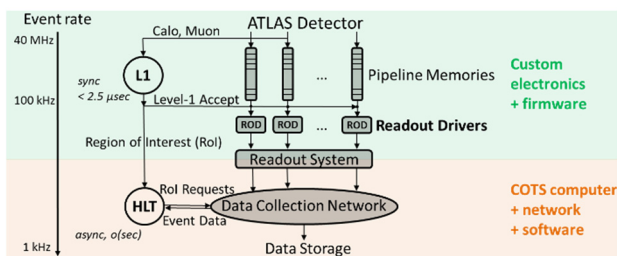 Event rate
ATLAS Detector
40 MHz
Calo, Muon
L1
sync
< 2.5 µsec
...
Pipeline Memories
Custom
electronics
+ firmware
100 kHz
Level-1 Accept
ROD
ROD
...
ROD
Readout Drivers
Region of Interest (RoI)
Readout System
RoI Requests
HLT
Data Collection Network
Event Data
async, o(sec)
COTS computer
+ network
+ software
1 kHz
Data Storage